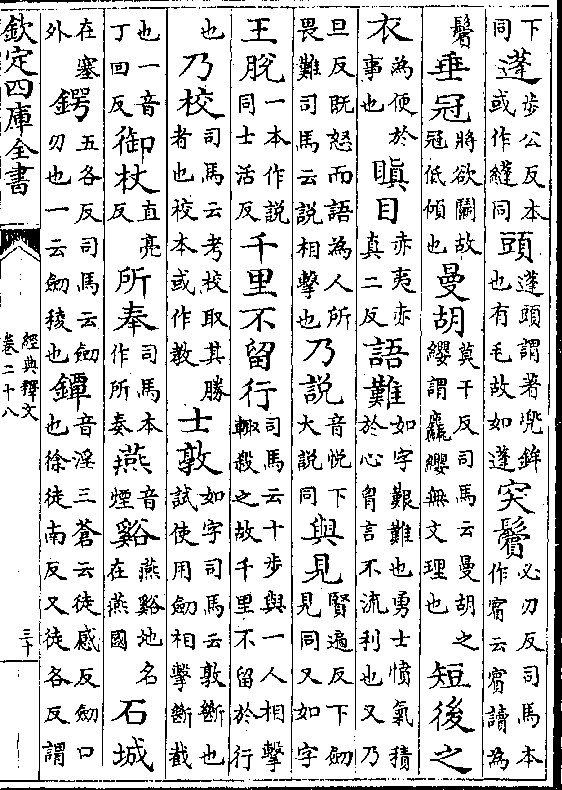 下同蓬步公反本或作縫同頭蓬頭謂著兜鉾也有毛故如蓬突鬢必刃反司馬本作賔云賔讀為
鬢垂冠將欲鬭故冠低傾也曼胡莫干反司馬云曼胡之纓謂麤纓無文理也短後之
衣為便於事也瞋目赤夷赤真二反語難如字艱難也勇士憤氣積於心胷言不流利也又乃
旦反既怒而語為人所畏難司馬云説相擊也乃説音悅下大説同與見賢遍反下劒見同又如字
王脫一本作説同士活反千里不留行司馬云十步與一人相擊輙殺之故千里不留於行
也乃校司馬云考校取其勝者也校本或作教士敦如字司馬云敦斷也試使用劒相擊斷截
也一音丁回反御杖直亮反所奉司馬本作所奏燕音煙谿燕谿地名在燕國石城
在塞外鍔五各反司馬云劒刃也一云劒稜也鐔音淫三蒼云徒感反劒口也徐徒南反又徒各反謂
欽定四庫全書
經典釋文
卷二十八
三十